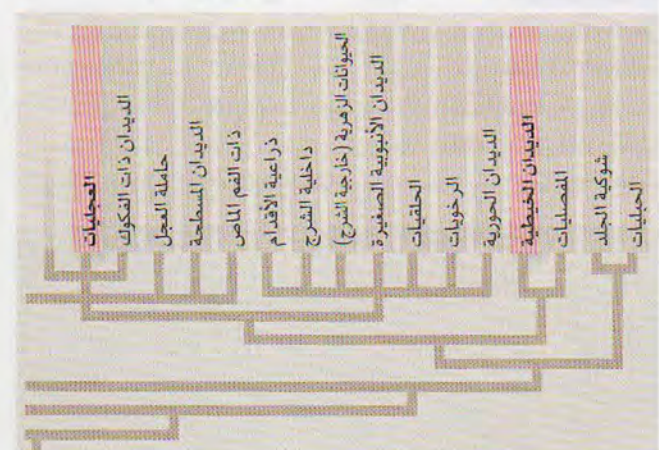 العجليات
الديدان ذات الفكوك
حاملة العجل
الديدان المسطحة
ذات الفم الماص
ذراعية الأقدام
داخلية الشرج
الحيوانات الزهرية (خارجية الشرج)
الديدان الأنبوبية الصغيرة
الحلقيات
الرخويات
الديدان الحورية
الديدان الخيطية
المفصليات
شوكية الجلد
الحبليات